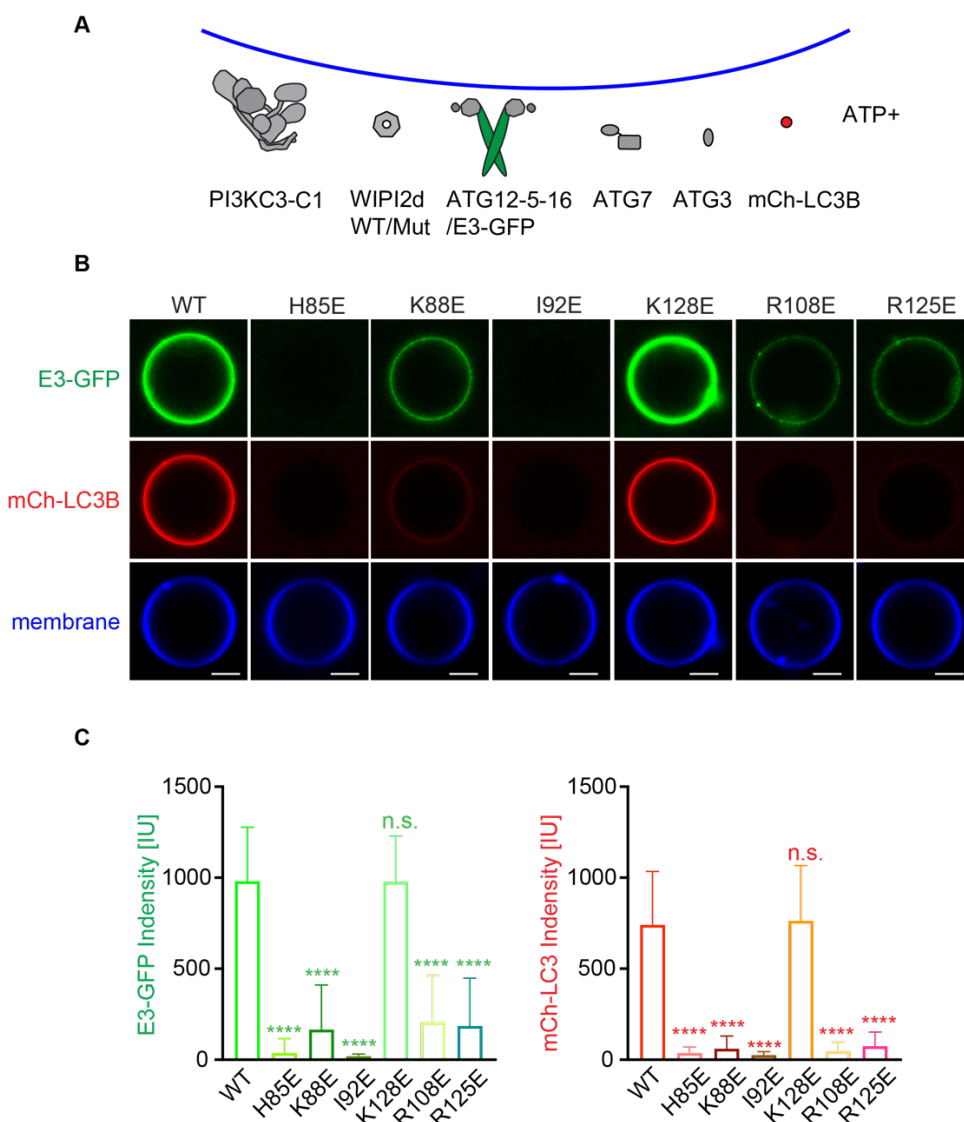 A
PI3KC3-C1
WIPI2d
WT/Mut
ATG12-5-16
/E3-GFP
ATG7
ATG3
mCh-LC3B
ATP+
B
WT
H85E
K88E
I92E
K128E
R108E
R125E
E3-GFP
mCh-LC3B
membrane
C
E3-GFP Indensity [IU]
1500
1000
500
0
****
****
****
n.s.
****
****
WT
H85E
K88E
I92E
K128E
R108E
R125E
mCh-LC3 Indensity [IU]
1500
1000
500
0
****
****
****
n.s.
****
****
WT
H85E
K88E
I92E
K128E
R108E
R125E